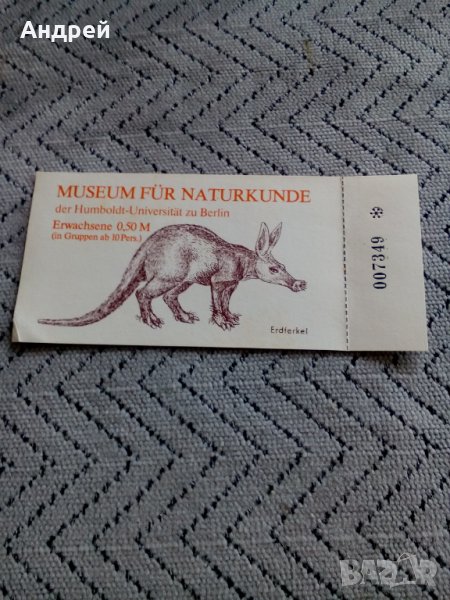 Андрей
MUSEUM FÜR NATURKUNDE
der Humboldt-Universität zu Berlin
Erwachsene 0,50 M
(in Gruppen ab 10 Pers.)
Erdferkel
007349 *
BAZAR